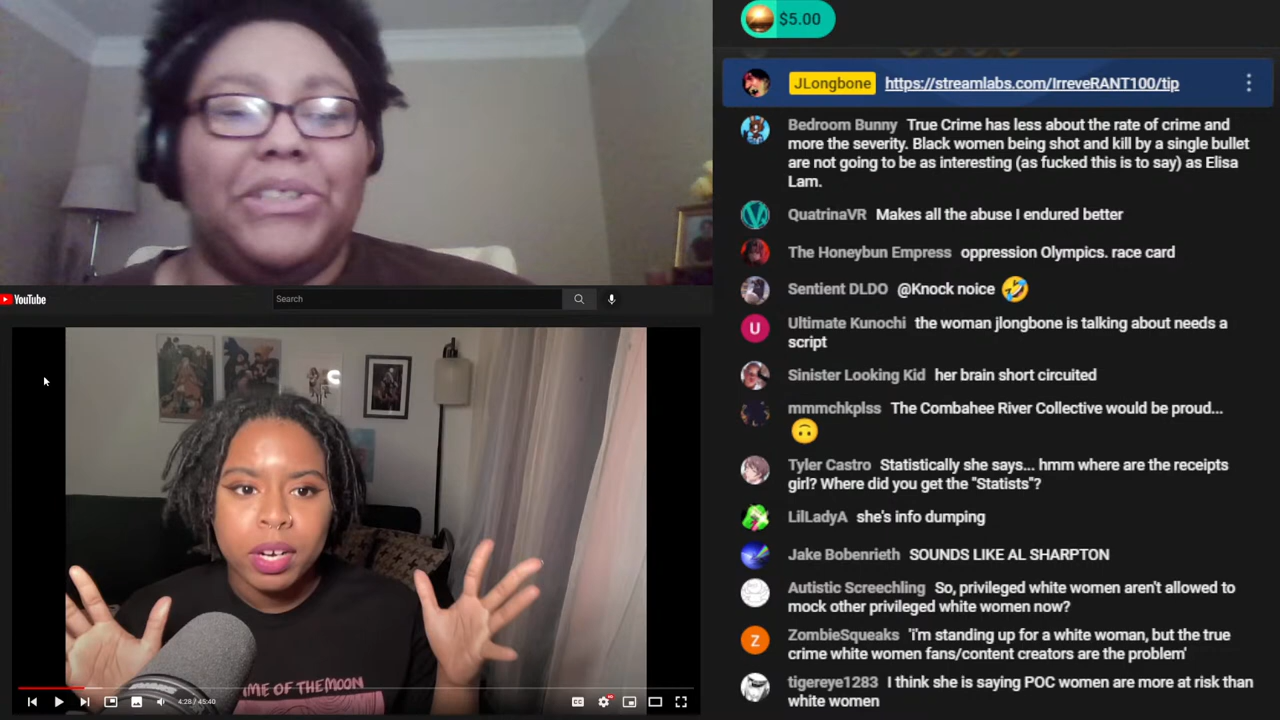 $5.00
JLongbone https://streamlabs.com/IrreveRANT100/tip
Bedroom Bunny True Crime has less about the rate of crime and
more the severity. Black women being shot and kill by a single bullet
are not going to be as interesting (as fucked this is to say) as Elisa
Lam.
QuatrinaVR Makes all the abuse I endured better
The Honeybun Empress oppression Olympics. race card
Sentient DLDO @Knock noice 🤣
Ultimate Kunochi the woman jlongbone is talking about needs a
script
Sinister Looking Kid her brain short circuited
mmmchkplss The Combahee River Collective would be proud...
🙃
Tyler Castro Statistically she says... hmm where are the receipts
girl? Where did you get the "Statists"?
LilLadyA she's info dumping
Jake Bobenrieth SOUNDS LIKE AL SHARPTON
Autistic Screechling So, privileged white women aren't allowed to
mock other privileged white women now?
ZombieSqueaks 'i'm standing up for a white woman, but the true
crime white women fans/content creators are the problem'
tigereye1283 I think she is saying POC women are more at risk than
white women
YouTube
Search
U
Z
OF THE MOON
4:28 / 45:40
CC